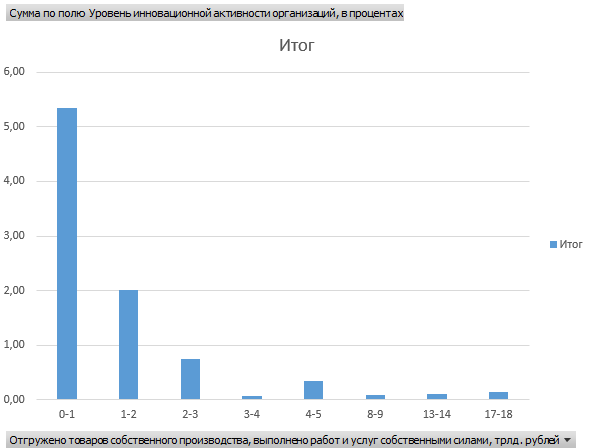 Сумма по полю Уровень инновационной активности организаций, в процентах
Итог
6,00
5,00
4,00
3,00
2,00
1,00
0,00
0-1 1-2 2-3 3-4 4-5 8-9 13-14 17-18
Итог
Отгружено товаров собственного производства, выполнено работ и услуг собственными силами, трлд. рублей